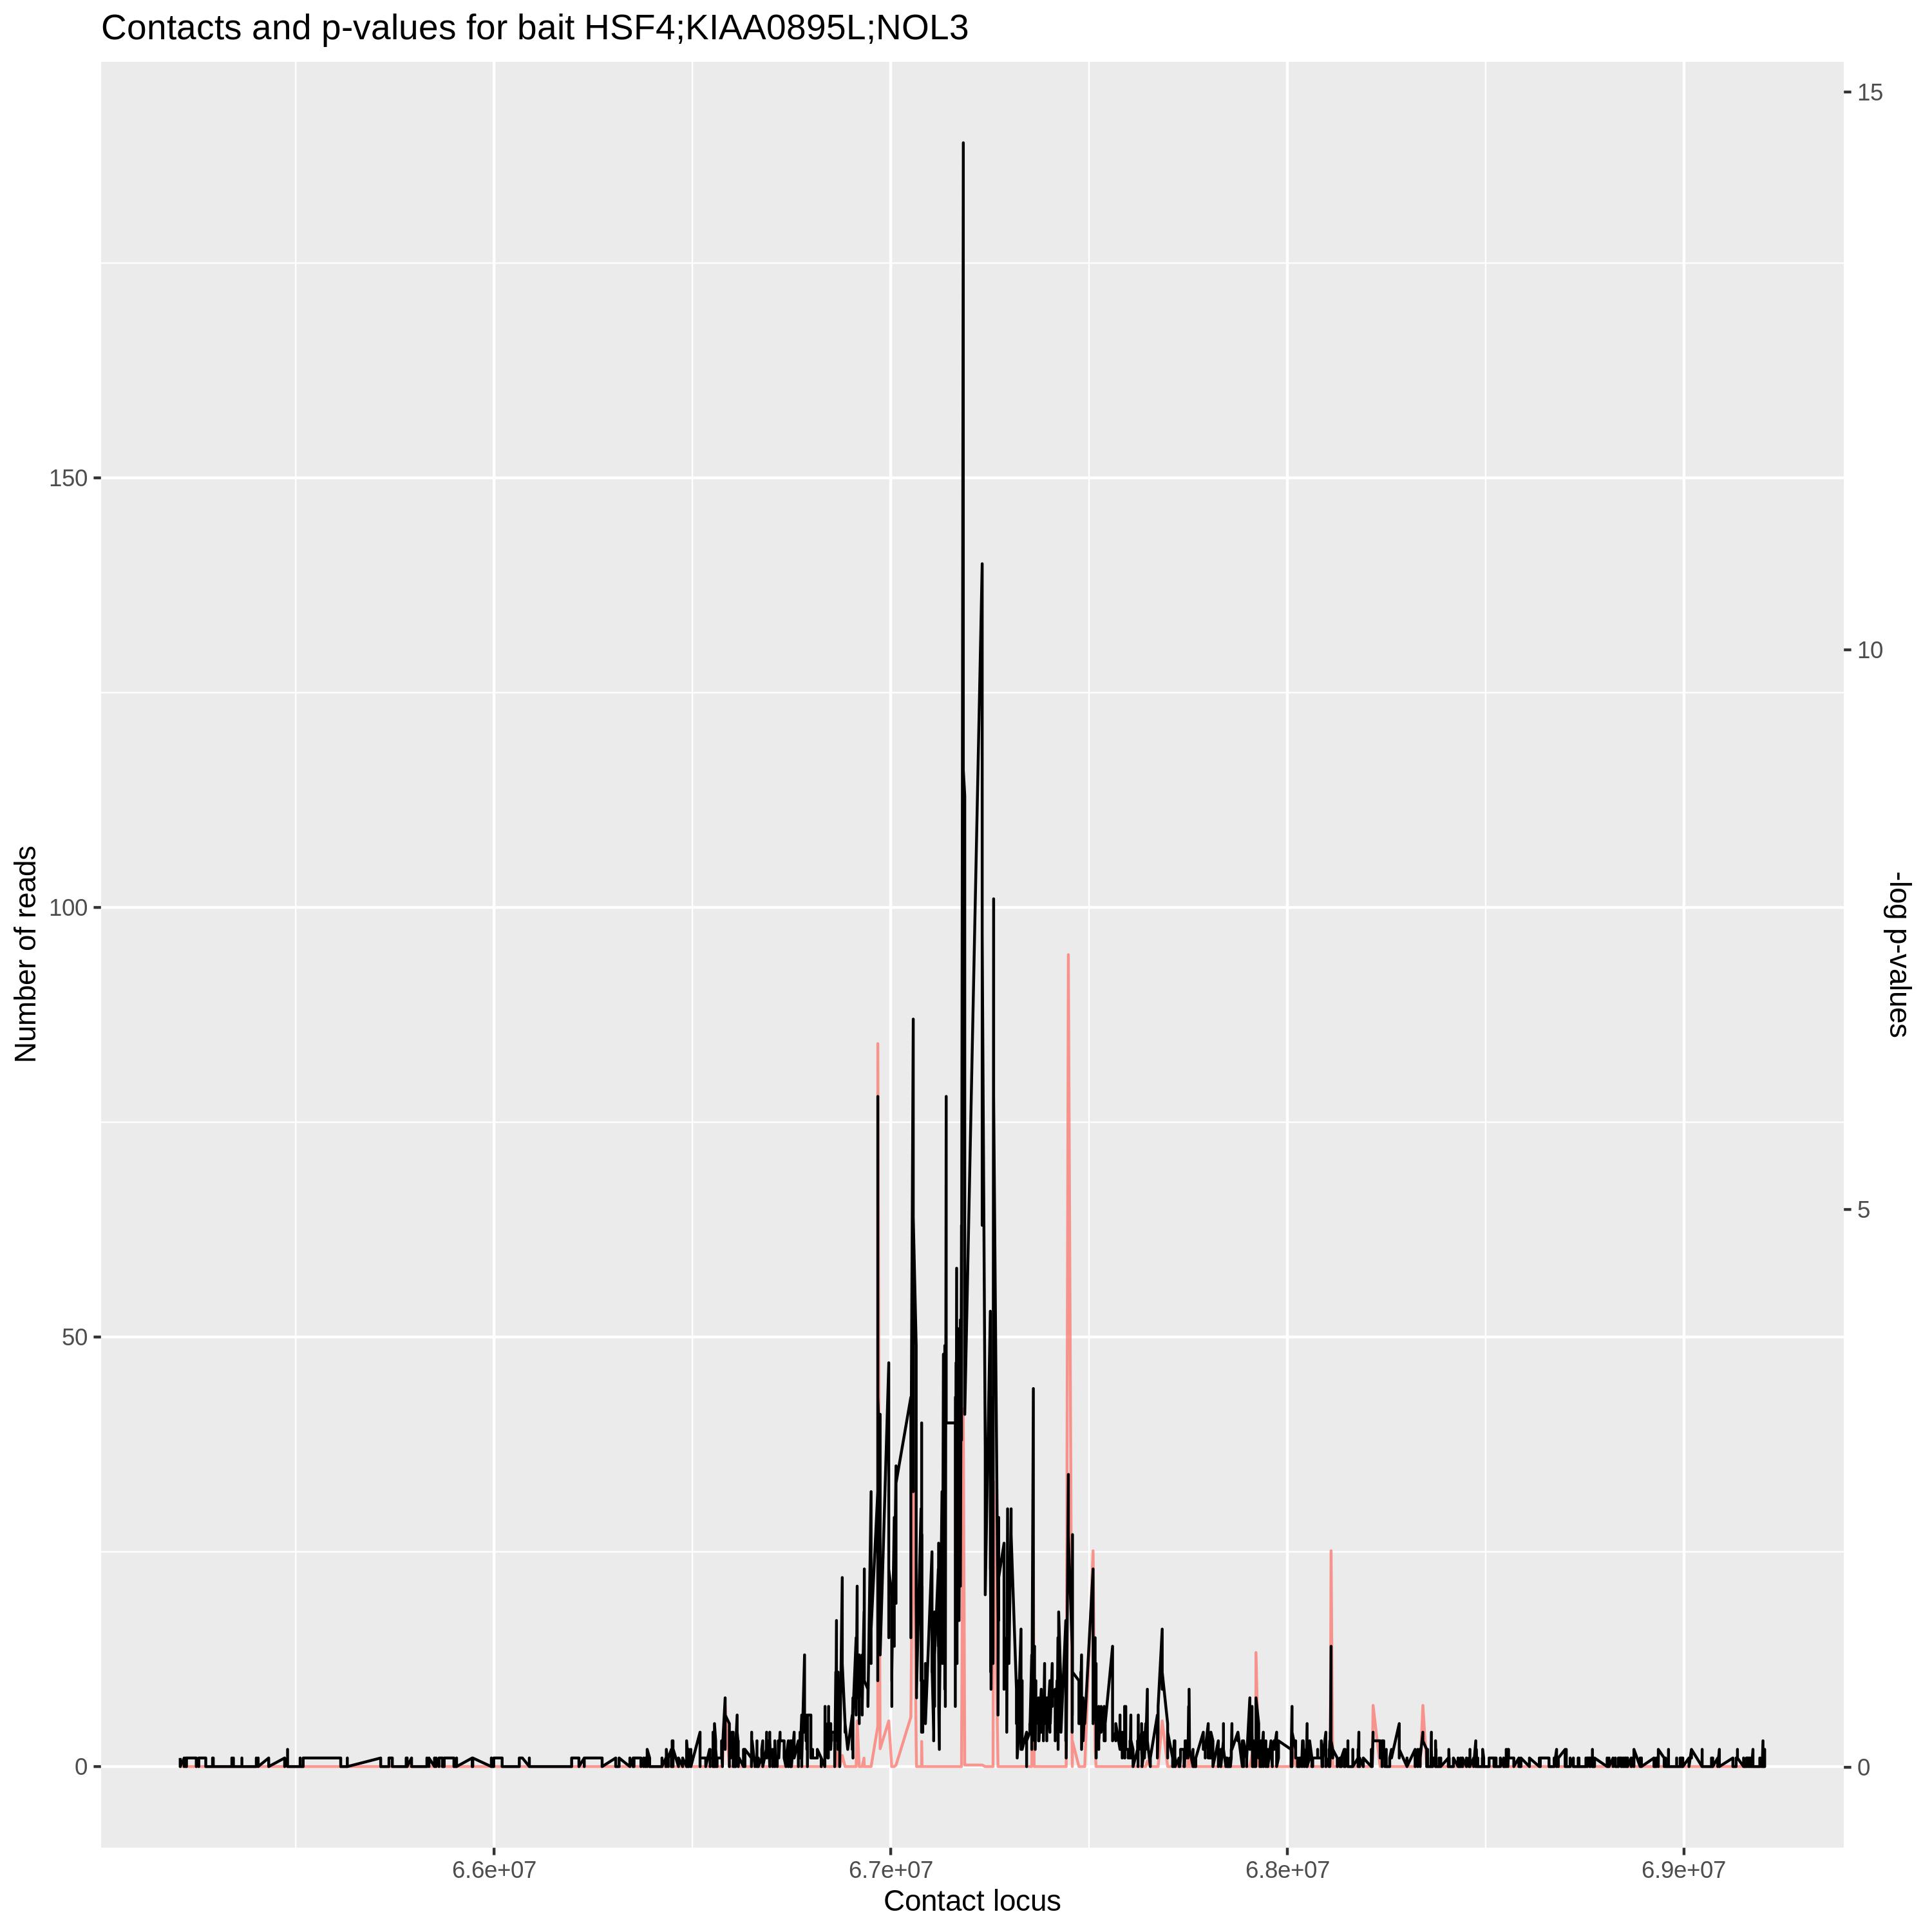 Contacts and p-values for bait HSF4;KIAA0895L;NOL3
15
150
10
Number of reads
100
-log p-values
5
50
0
0
6.6e+07
6.7e+07
6.8e+07
6.9e+07
Contact locus